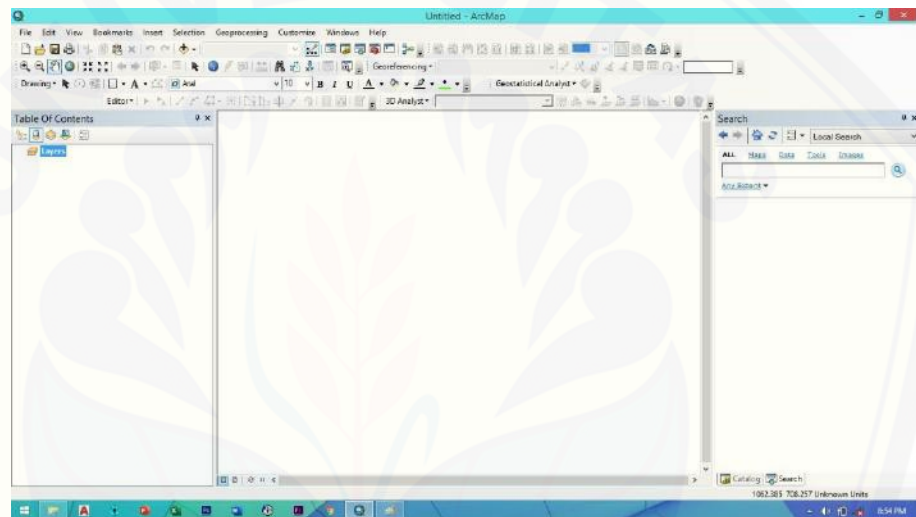 Untitled - ArcMap
File Edit View Bookmarks Insert Selection Geoprocessing Customize Windows Help
Georeferencing
Drawing A Arial 10 B I U A Geostatistical Analyst
Editor 3D Analyst
Table Of Contents
Layers
Search
Local Search
ALL Maps Data Tools Images
Any Extent
Catalog Search
1062.385 708.257 Unknown Units
8:54 PM